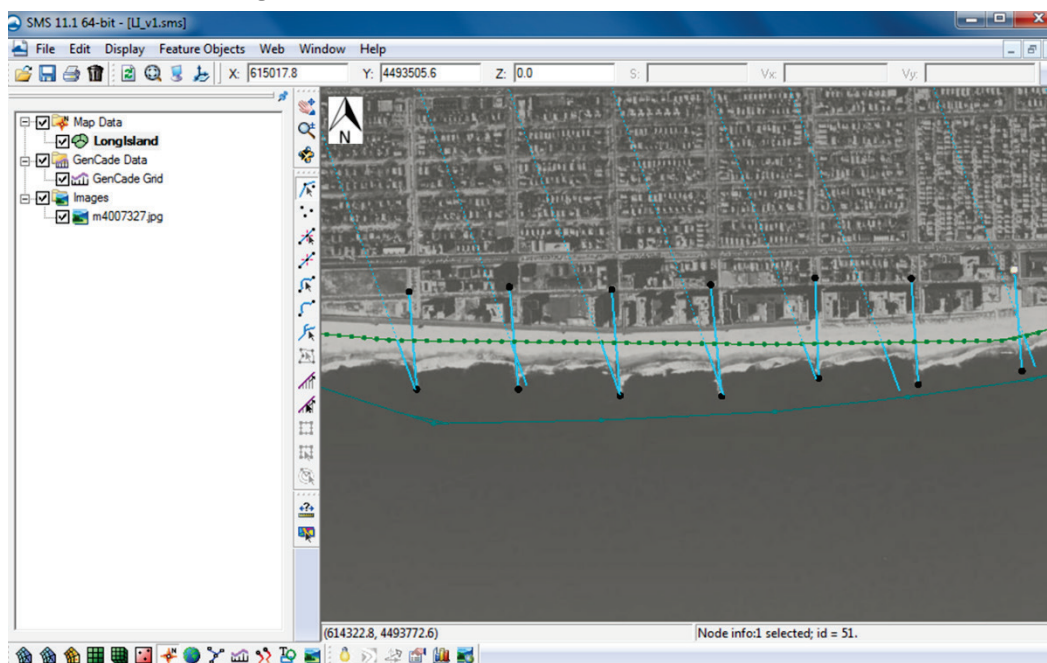 SMS 11.1 64-bit - [LI_v1.sms]
File Edit Display Feature Objects Web Window Help
X: 615017.8 Y: 4493505.6 Z: 0.0 S: Vx: Vy:
Map Data
LongIsland
GenCade Data
GenCade Grid
Images
m4007327.jpg
N
(614322.8, 4493772.6) Node info:1 selected; id = 51.